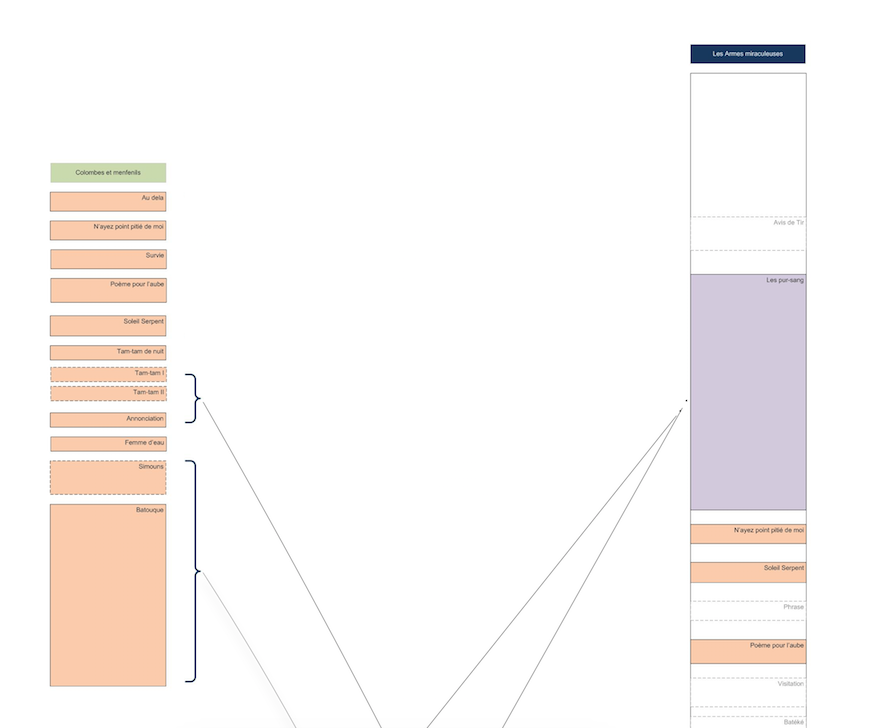 Les Armes miraculeuses
Avis de Tir
Les pur-sang
N'ayez point pitié de moi
Soleil Serpent
Phrase
Poème pour l'aube
Visitation
Batéké
Colombes et menfenils
Au dela
N'ayez point pitié de moi
Survie
Poème pour l'aube
Soleil Serpent
Tam-tam de nuit
Tam-tam I
Tam-tam II
Annonciation
Femme d'eau
Simouns
Batouque